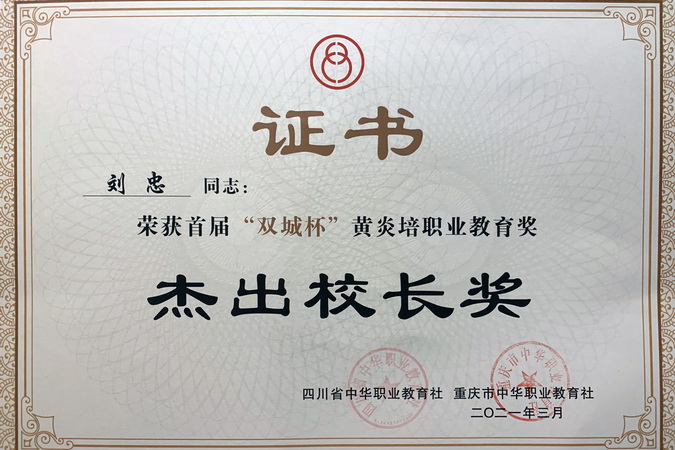 证书
刘忠 同志：
荣获首届“双城杯”黄炎培职业教育奖
杰出校长奖
四川省中华职业教育社 重庆市中华职业教育社
二〇二一年三月